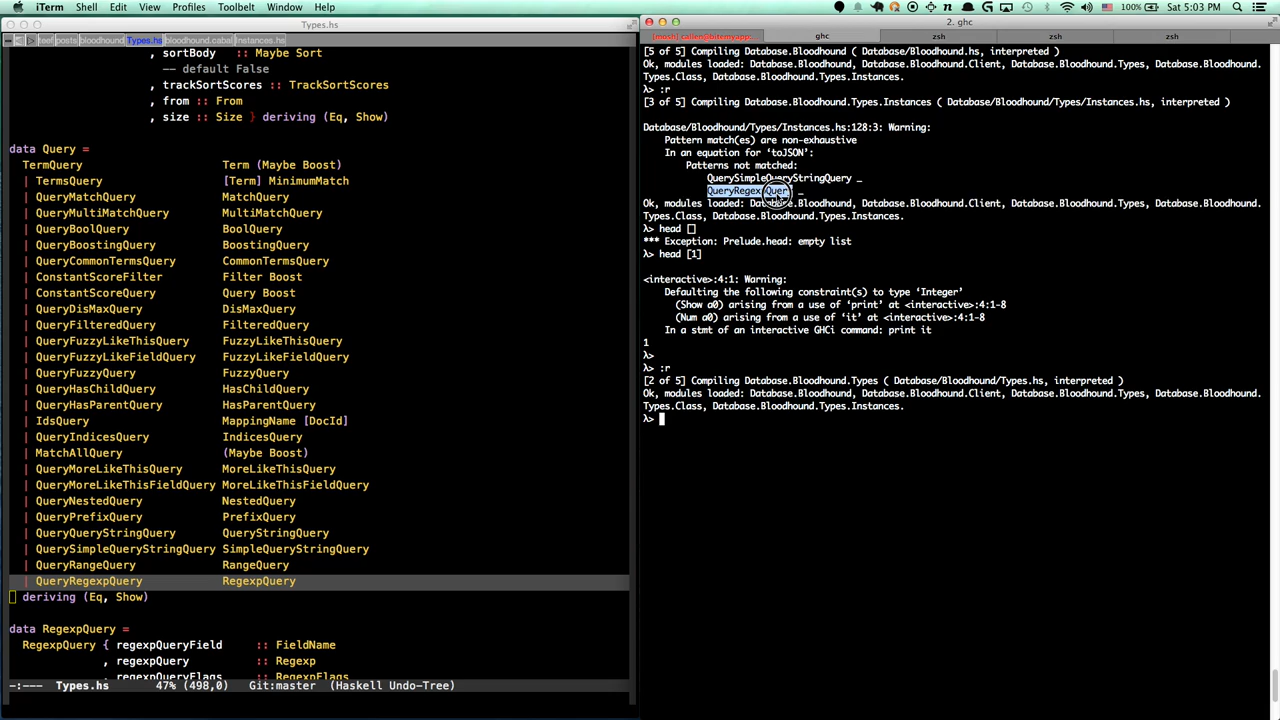 iTerm Shell Edit View Profiles Toolbelt Window Help 100% Sat 5:03 PM
Types.hs
posts bloodhound Types.hs bloodhound.cabal Instances.hs
, sortBody :: Maybe Sort
-- default False
, trackSortScores :: TrackSortScores
, from :: From
, size :: Size } deriving (Eq, Show)
data Query =
TermQuery Term (Maybe Boost)
| TermsQuery [Term] MinimumMatch
| QueryMatchQuery MatchQuery
| QueryMultiMatchQuery MultiMatchQuery
| QueryBoolQuery BoolQuery
| QueryBoostingQuery BoostingQuery
| QueryCommonTermsQuery CommonTermsQuery
| ConstantScoreFilter Filter Boost
| ConstantScoreQuery Query Boost
| QueryDisMaxQuery DisMaxQuery
| QueryFilteredQuery FilteredQuery
| QueryFuzzyLikeThisQuery FuzzyLikeThisQuery
| QueryFuzzyLikeFieldQuery FuzzyLikeFieldQuery
| QueryFuzzyQuery FuzzyQuery
| QueryHasChildQuery HasChildQuery
| QueryHasParentQuery HasParentQuery
| IdsQuery MappingName [DocId]
| QueryIndicesQuery IndicesQuery
| MatchAllQuery (Maybe Boost)
| QueryMoreLikeThisQuery MoreLikeThisQuery
| QueryMoreLikeThisFieldQuery MoreLikeThisFieldQuery
| QueryNestedQuery NestedQuery
| QueryPrefixQuery PrefixQuery
| QueryQueryStringQuery QueryStringQuery
| QuerySimpleQueryStringQuery SimpleQueryStringQuery
| QueryRangeQuery RangeQuery
| QueryRegexpQuery RegexpQuery
deriving (Eq, Show)
data RegexpQuery =
RegexpQuery { regexpQueryField :: FieldName
, regexpQuery :: Regexp
, regexpQueryFlags :: RegexpFlags
-:--- Types.hs 47% (498,0) Git:master (Haskell Undo-Tree)
2. ghc
[mosh] callen@bitemyapp: ghc zsh zsh zsh
[5 of 5] Compiling Database.Bloodhound ( Database/Bloodhound.hs, interpreted )
Ok, modules loaded: Database.Bloodhound, Database.Bloodhound.Client, Database.Bloodhound.Types, Database.Bloodhound.
Types.Class, Database.Bloodhound.Types.Instances.
λ> :r
[3 of 5] Compiling Database.Bloodhound.Types.Instances ( Database/Bloodhound/Types/Instances.hs, interpreted )
Database/Bloodhound/Types/Instances.hs:128:3: Warning:
Pattern match(es) are non-exhaustive
In an equation for ‘toJSON’:
Patterns not matched:
QuerySimpleQueryStringQuery _
QueryRegexpQuery _
Ok, modules loaded: Database.Bloodhound, Database.Bloodhound.Client, Database.Bloodhound.Types, Database.Bloodhound.
Types.Class, Database.Bloodhound.Types.Instances.
λ> head []
*** Exception: Prelude.head: empty list
λ> head [1]
<interactive>:4:1: Warning:
Defaulting the following constraint(s) to type ‘Integer’
(Show a0) arising from a use of ‘print’ at <interactive>:4:1-8
(Num a0) arising from a use of ‘it’ at <interactive>:4:1-8
In a stmt of an interactive GHCi command: print it
1
λ>
λ> :r
[2 of 5] Compiling Database.Bloodhound.Types ( Database/Bloodhound/Types.hs, interpreted )
Ok, modules loaded: Database.Bloodhound, Database.Bloodhound.Client, Database.Bloodhound.Types, Database.Bloodhound.
Types.Class, Database.Bloodhound.Types.Instances.
λ>